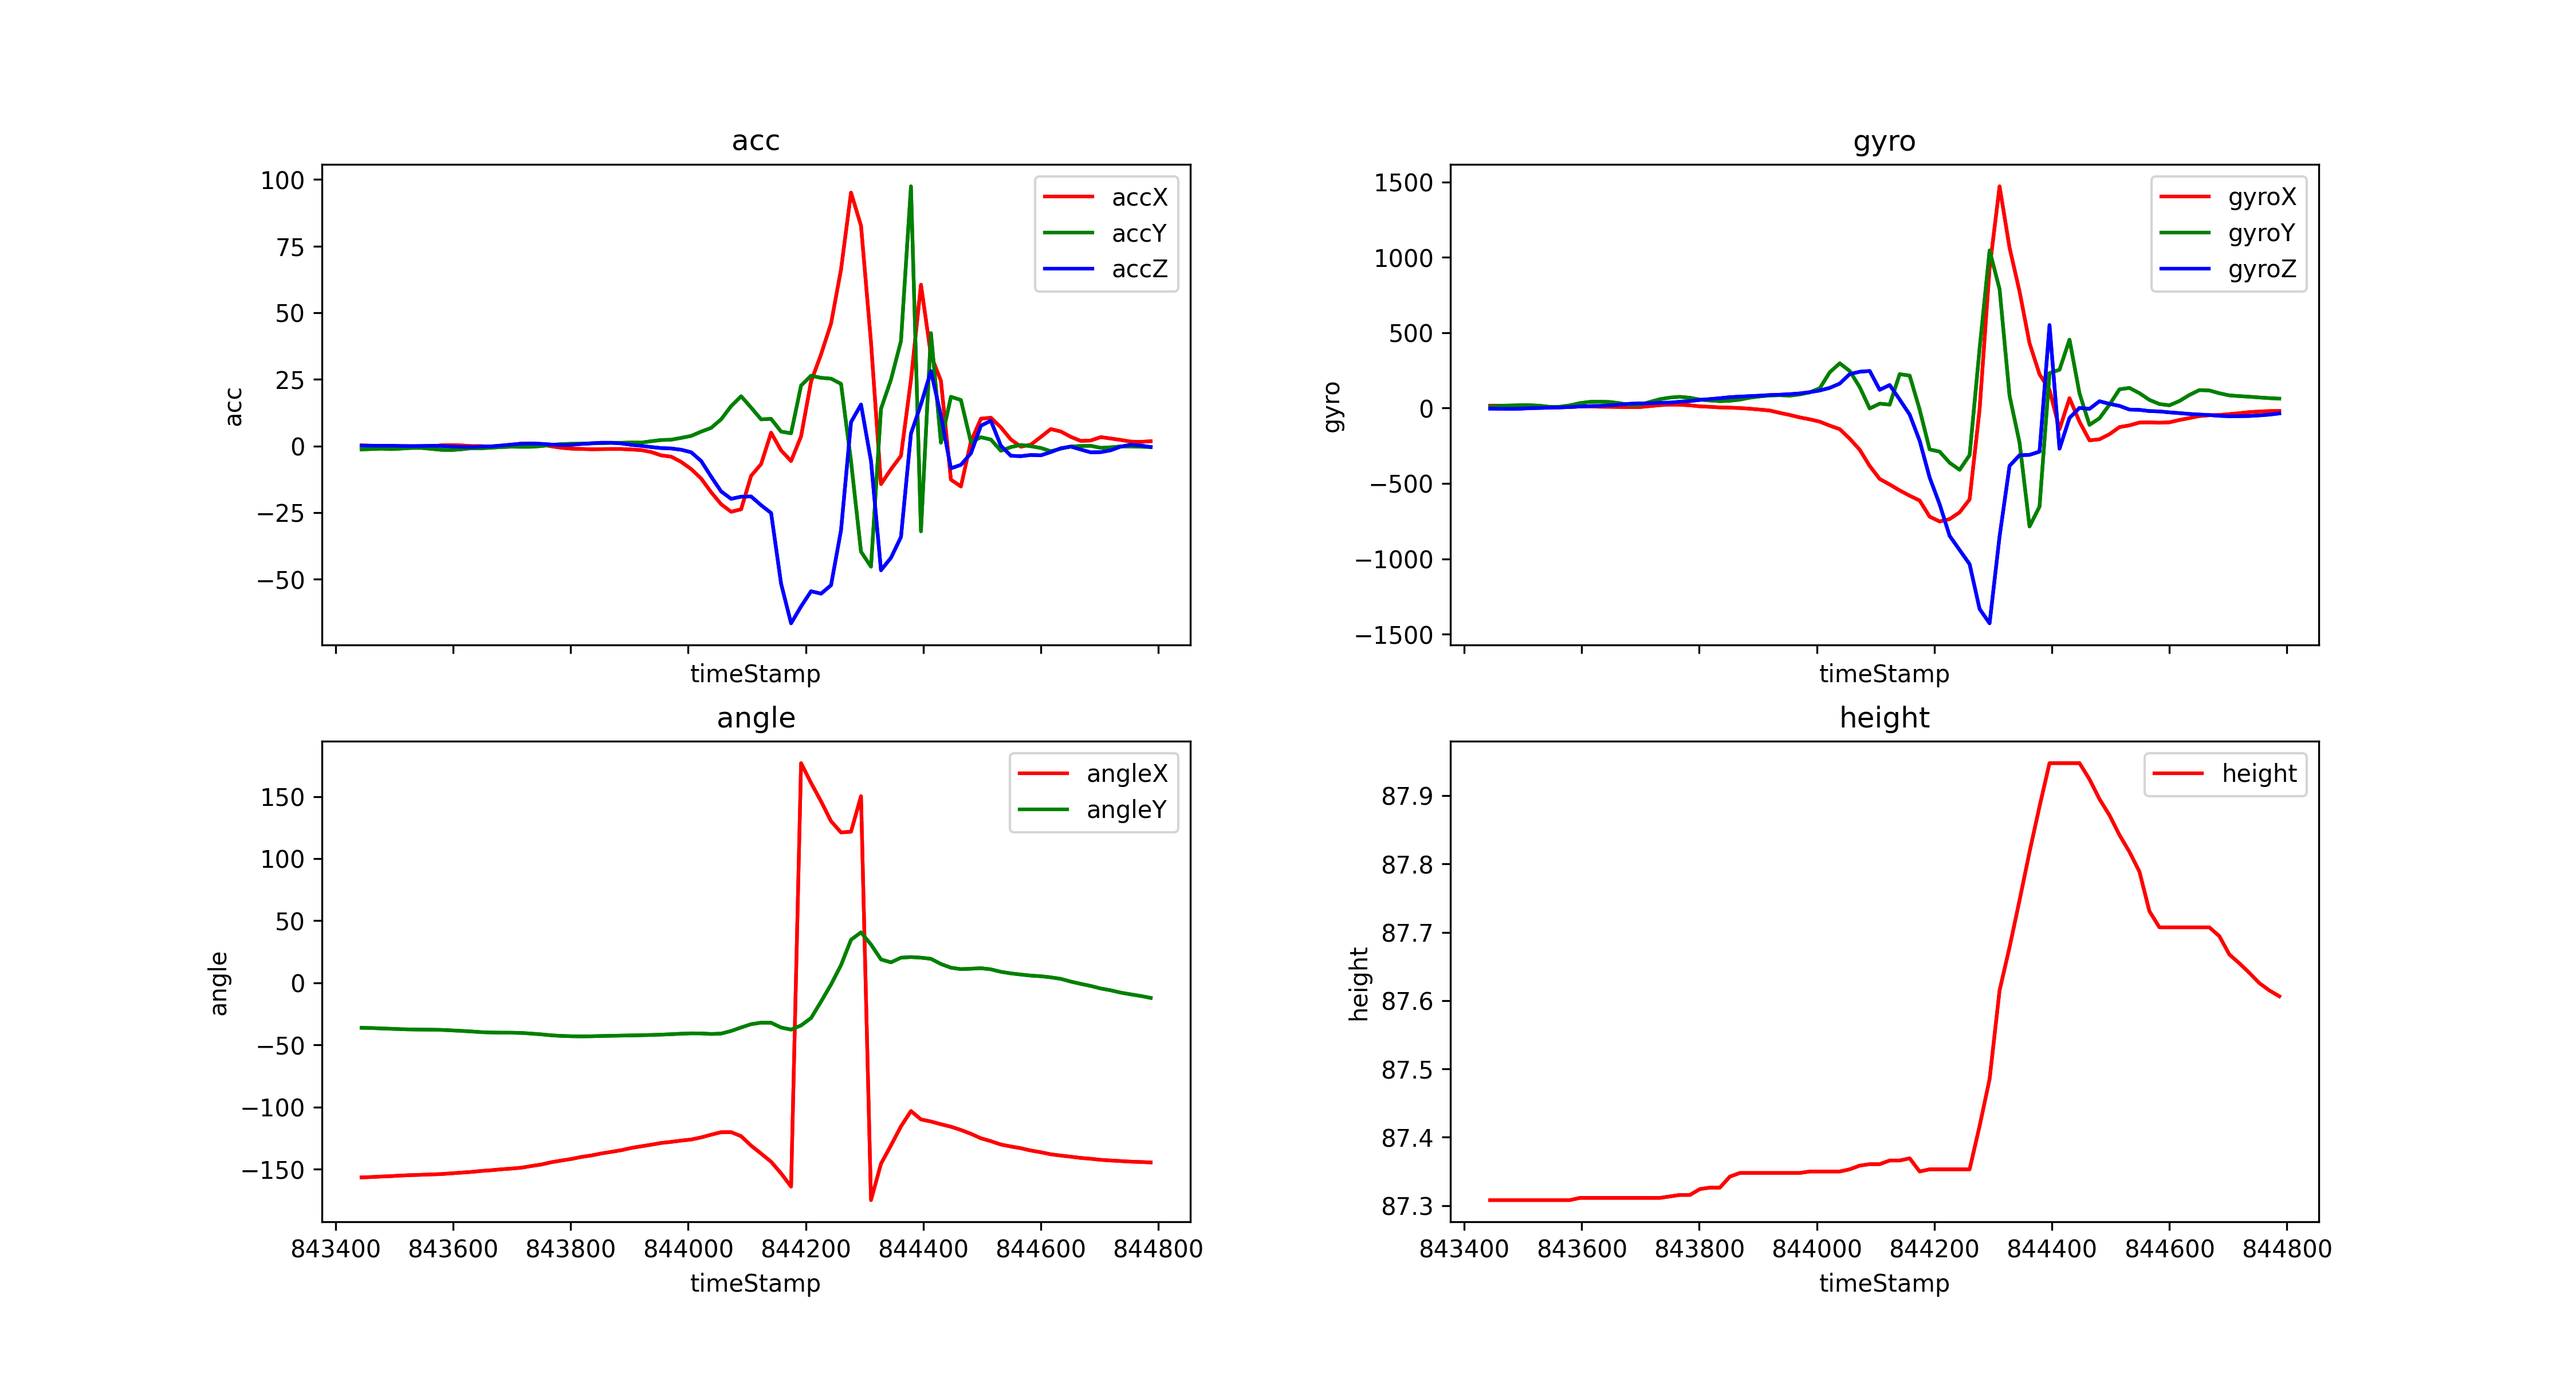 acc
100
75
50
25
0
−25
−50
acc
timeStamp
accX
accY
accZ
gyro
1500
1000
500
0
−500
−1000
−1500
gyro
timeStamp
gyroX
gyroY
gyroZ
angle
150
100
50
0
−50
−100
−150
angle
843400 843600 843800 844000 844200 844400 844600 844800
timeStamp
angleX
angleY
height
87.9
87.8
87.7
87.6
87.5
87.4
87.3
height
843400 843600 843800 844000 844200 844400 844600 844800
timeStamp
height